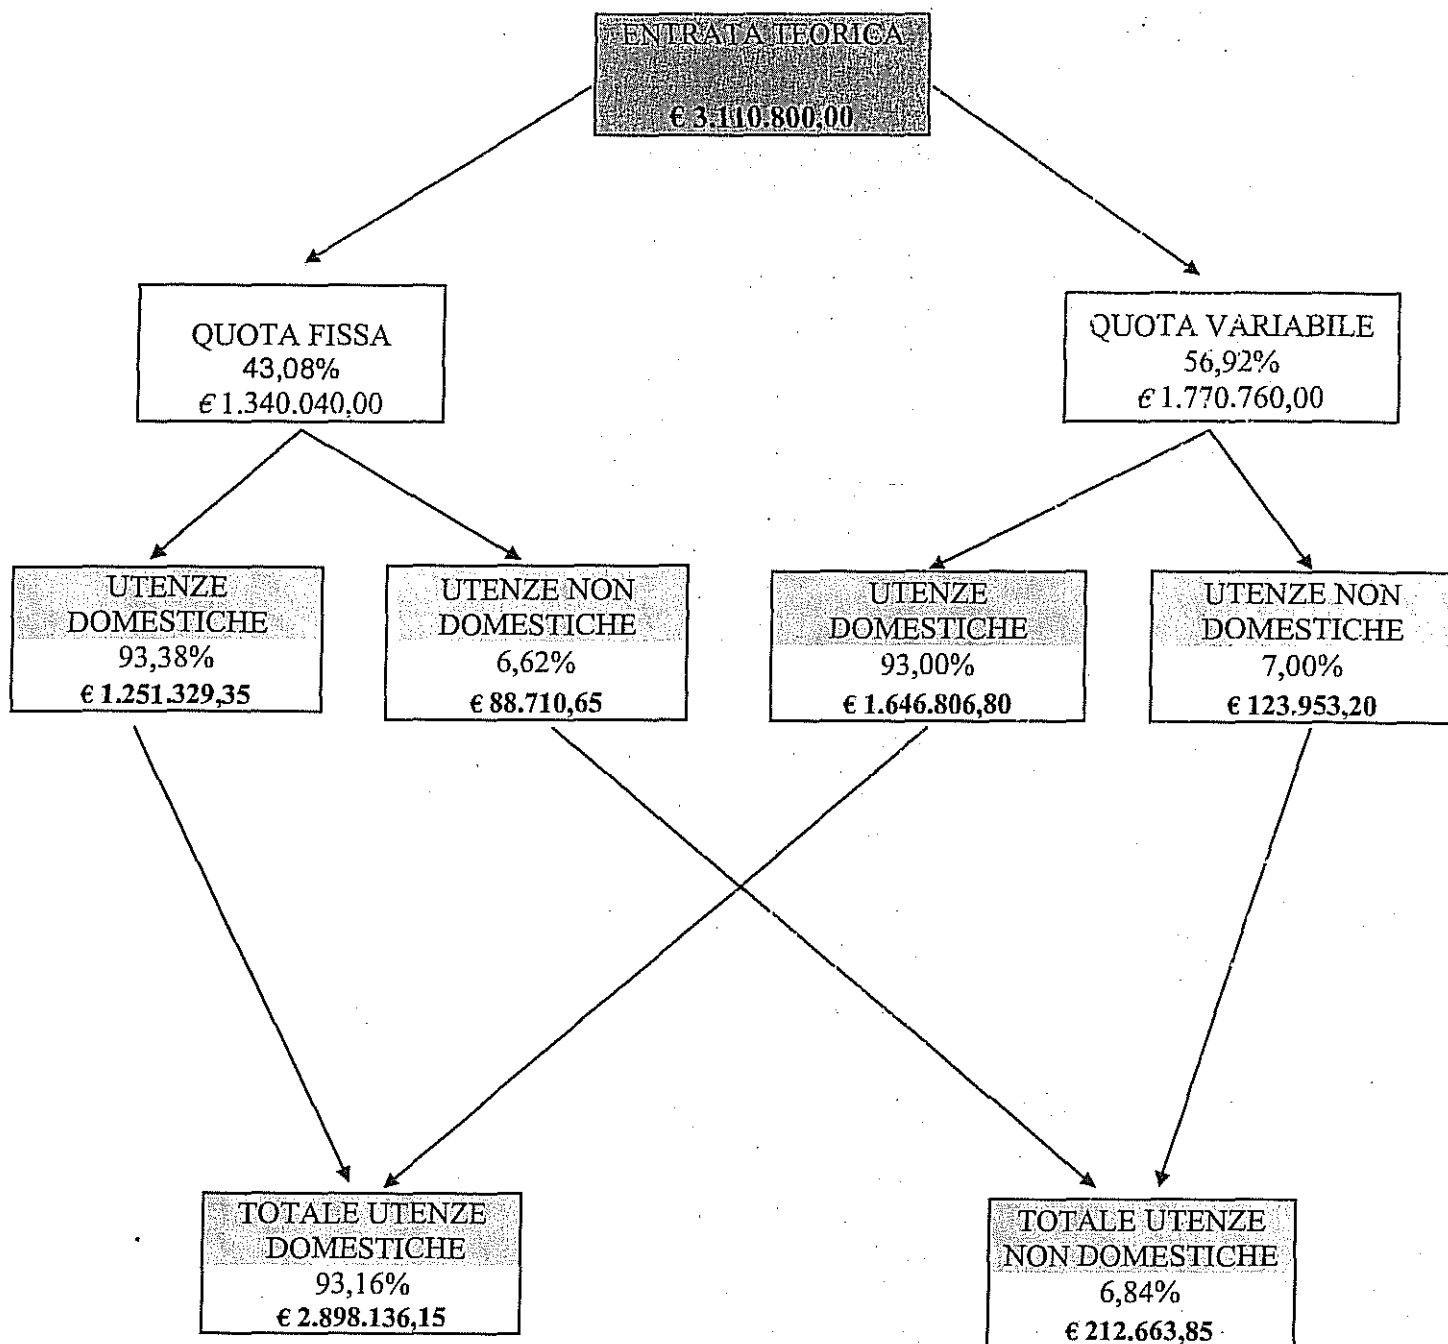 ENTRATA TEORICA
€ 3.110.800,00
QUOTA FISSA
43,08%
€ 1.340.040,00
QUOTA VARIABILE
56,92%
€ 1.770.760,00
UTENZE
DOMESTICHE
93,38%
€ 1.251.329,35
UTENZE NON
DOMESTICHE
6,62%
€ 88.710,65
UTENZE
DOMESTICHE
93,00%
€ 1.646.806,80
UTENZE NON
DOMESTICHE
7,00%
€ 123.953,20
TOTALE UTENZE
DOMESTICHE
93,16%
€ 2.898.136,15
TOTALE UTENZE
NON DOMESTICHE
6,84%
€ 212.663,85